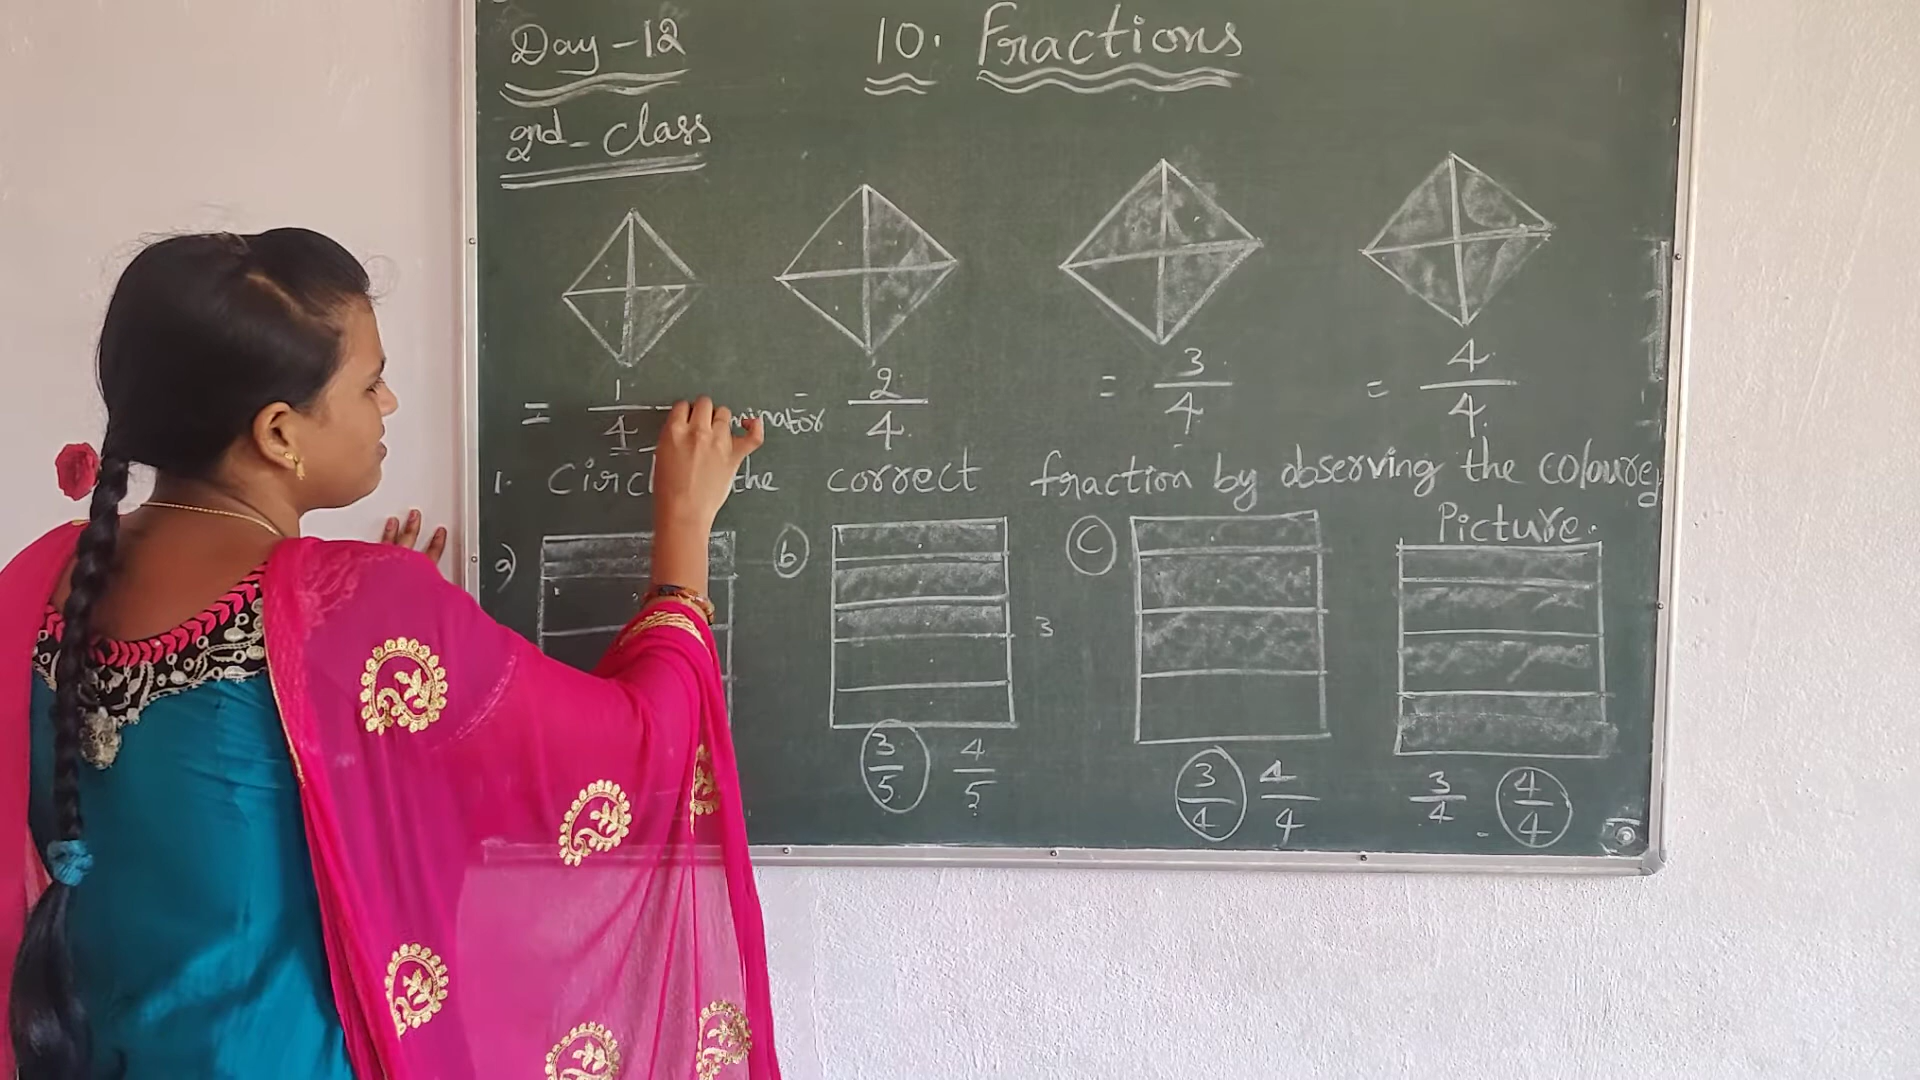 Day - 12
10. Fractions
2nd - Class
= 1/4 = 2/4 = 3/4 = 4/4
1. Circle the correct fraction by observing the coloured
Picture.
a) b c
3
3/5 4/5 3/4 4/4 3/4 4/4